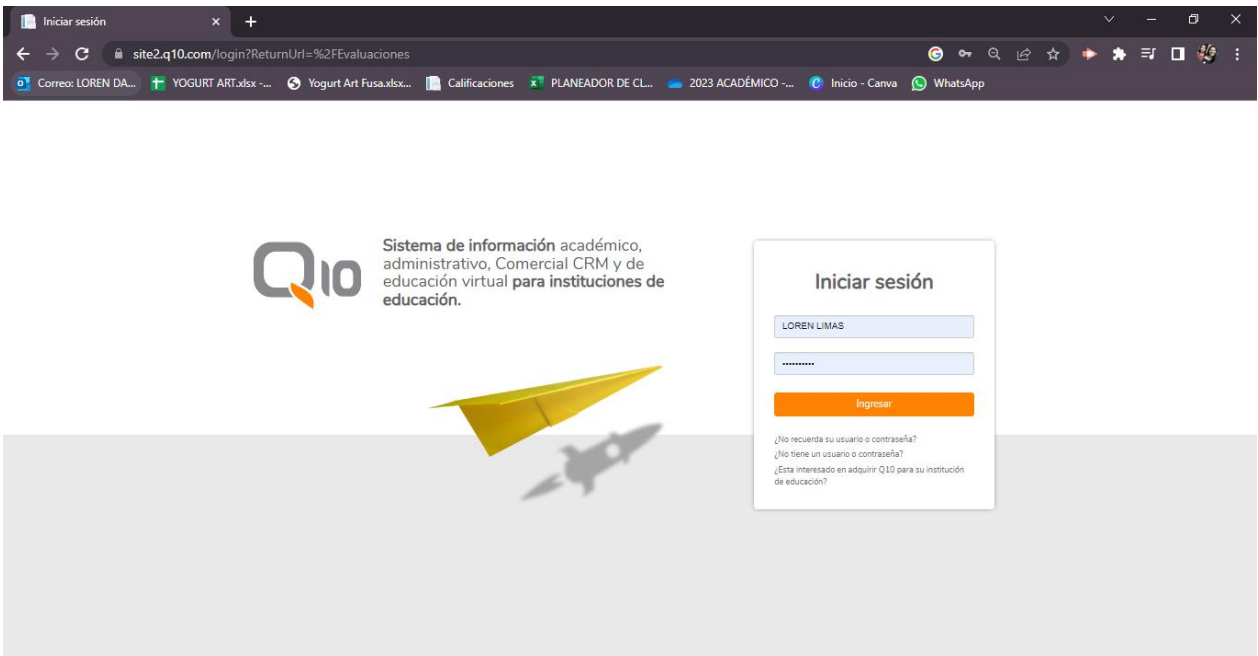 Iniciar sesión
site2.q10.com/login?ReturnUrl=%2FEvaluaciones
Correo: LOREN DA...
YOGURT ART.xlsx -...
Yogurt Art Fusa.xlsx...
Calificaciones
PLANEADOR DE CL...
2023 ACADÉMICO -...
Inicio - Canva
WhatsApp
Q10
Sistema de información académico,
administrativo, Comercial CRM y de
educación virtual para instituciones de
educación.
Iniciar sesión
LOREN LIMAS
••••••••••
Ingresar
¿No recuerda su usuario o contraseña?
¿No tiene un usuario o contraseña?
¿Esta interesado en adquirir Q10 para su institución
de educación?